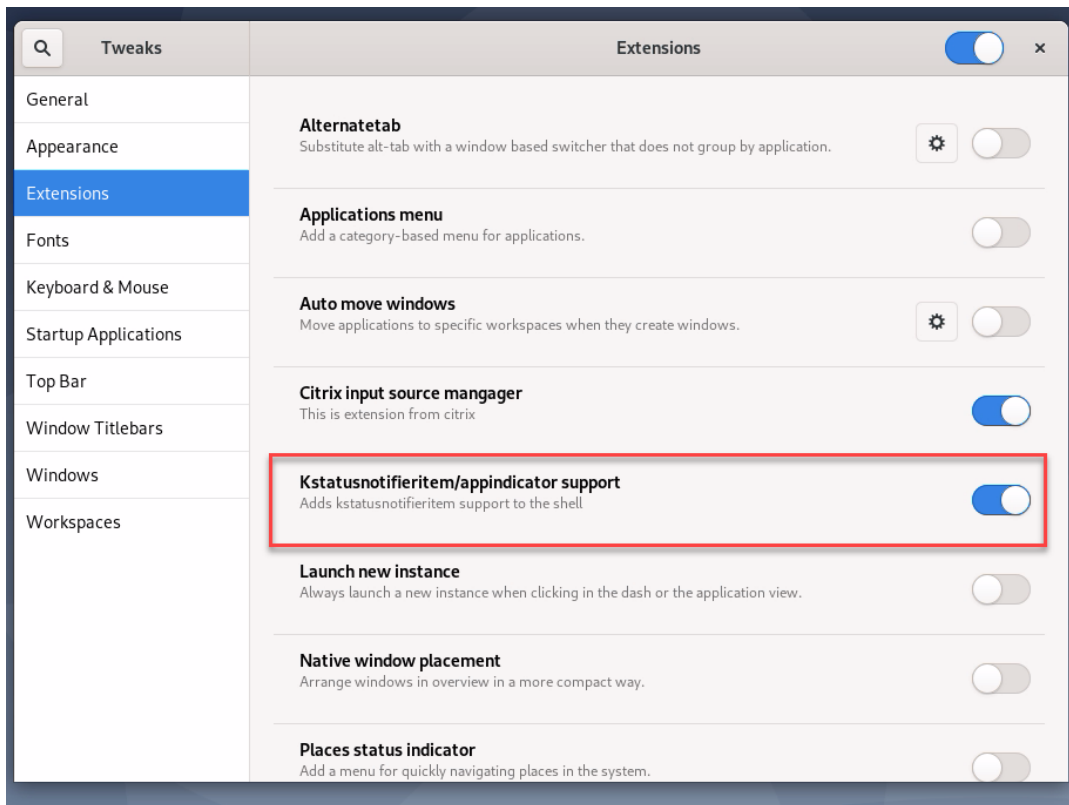 Tweaks
Extensions
General
Appearance
Extensions
Fonts
Keyboard & Mouse
Startup Applications
Top Bar
Window Titlebars
Windows
Workspaces
Alternatetab
Substitute alt-tab with a window based switcher that does not group by application.
Applications menu
Add a category-based menu for applications.
Auto move windows
Move applications to specific workspaces when they create windows.
Citrix input source mangager
This is extension from citrix
Kstatusnotifieritem/appindicator support
Adds kstatusnotifieritem support to the shell
Launch new instance
Always launch a new instance when clicking in the dash or the application view.
Native window placement
Arrange windows in overview in a more compact way.
Places status indicator
Add a menu for quickly navigating places in the system.